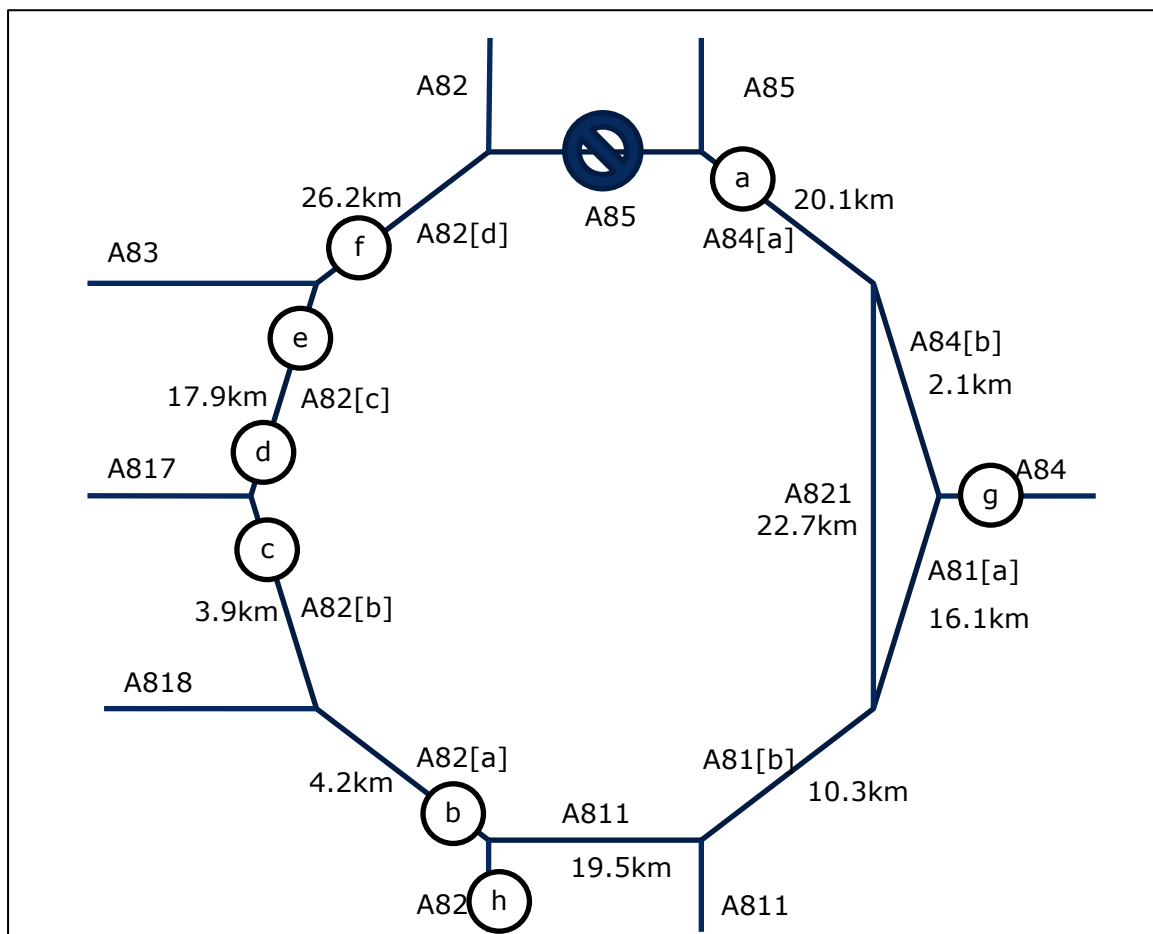 A82
A85
a
26.2km
20.1km
A85
A82[d]
A84[a]
f
A83
e
A84[b]
17.9km
A82[c]
2.1km
d
A817
A821
g
A84
22.7km
c
A81[a]
3.9km
A82[b]
16.1km
A818
A82[a]
A81[b]
4.2km
10.3km
b
A811
19.5km
A82
h
A811